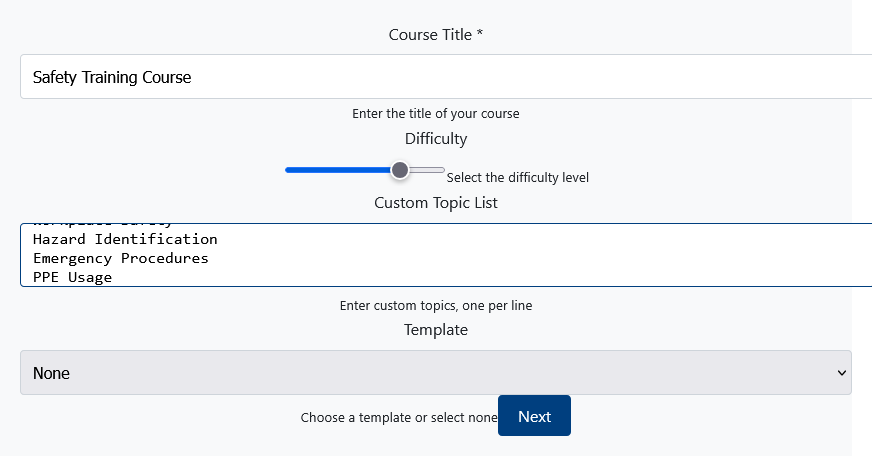 Course Title *
Safety Training Course
Enter the title of your course
Difficulty
Select the difficulty level
Custom Topic List
Workplace Safety
Hazard Identification
Emergency Procedures
PPE Usage
Enter custom topics, one per line
Template
None
Choose a template or select none
Next